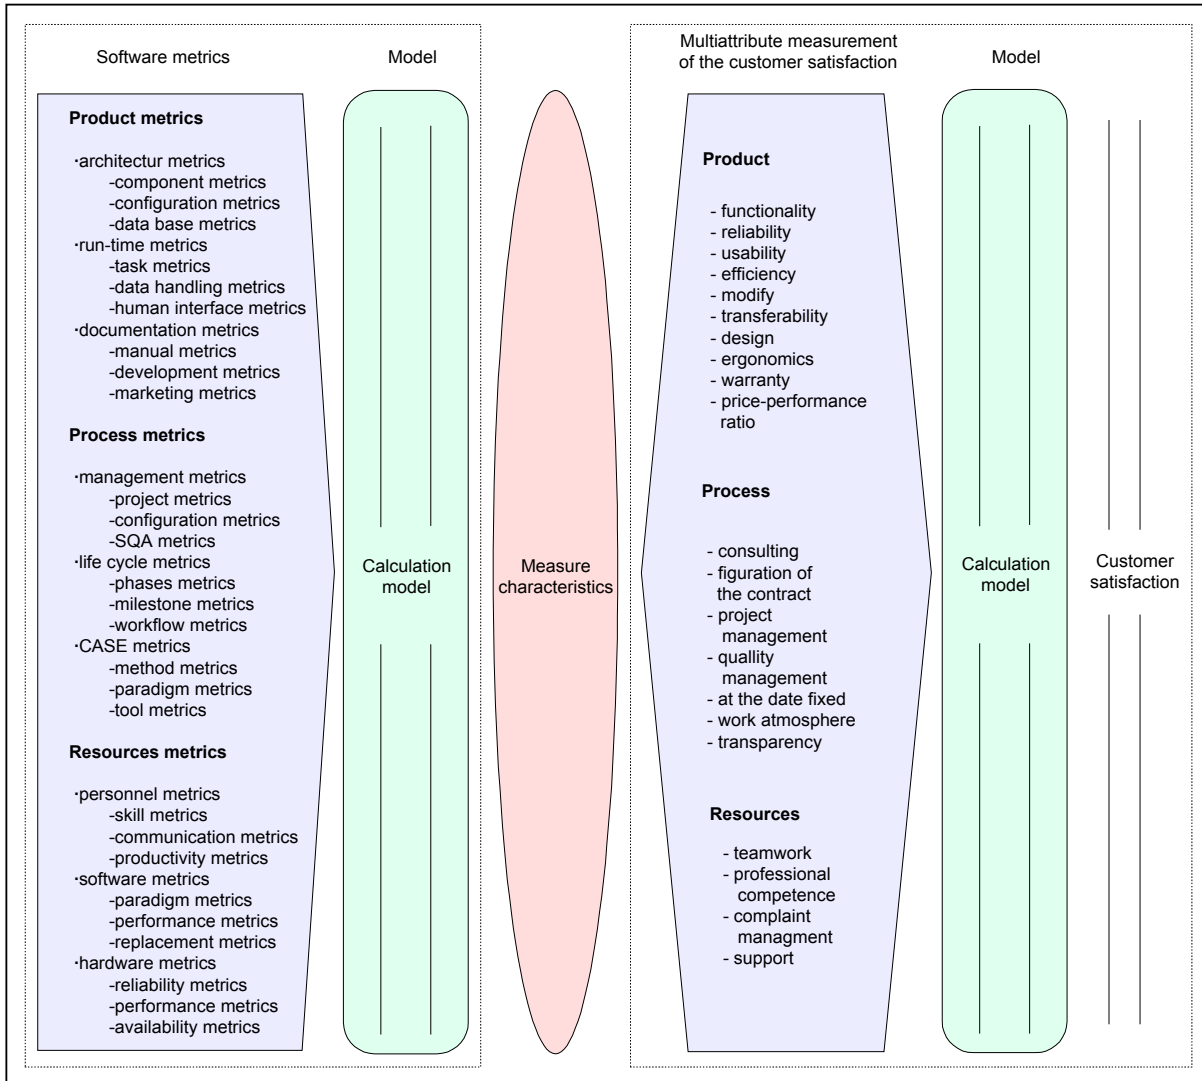 Software metrics
Model
Product metrics
·architectur metrics
-component metrics
-configuration metrics
-data base metrics
·run-time metrics
-task metrics
-data handling metrics
-human interface metrics
·documentation metrics
-manual metrics
-development metrics
-marketing metrics
Process metrics
·management metrics
-project metrics
-configuration metrics
-SQA metrics
·life cycle metrics
-phases metrics
-milestone metrics
-workflow metrics
·CASE metrics
-method metrics
-paradigm metrics
-tool metrics
Resources metrics
·personnel metrics
-skill metrics
-communication metrics
-productivity metrics
·software metrics
-paradigm metrics
-performance metrics
-replacement metrics
·hardware metrics
-reliability metrics
-performance metrics
-availability metrics
Calculation
model
Measure
characteristics
Multiattribute measurement
of the customer satisfaction
Model
Product
- functionality
- reliability
- usability
- efficiency
- modify
- transferability
- design
- ergonomics
- warranty
- price-performance
ratio
Process
- consulting
- figuration of
the contract
- project
management
- quallity
management
- at the date fixed
- work atmosphere
- transparency
Resources
- teamwork
- professional
competence
- complaint
managment
- support
Calculation
model
Customer
satisfaction